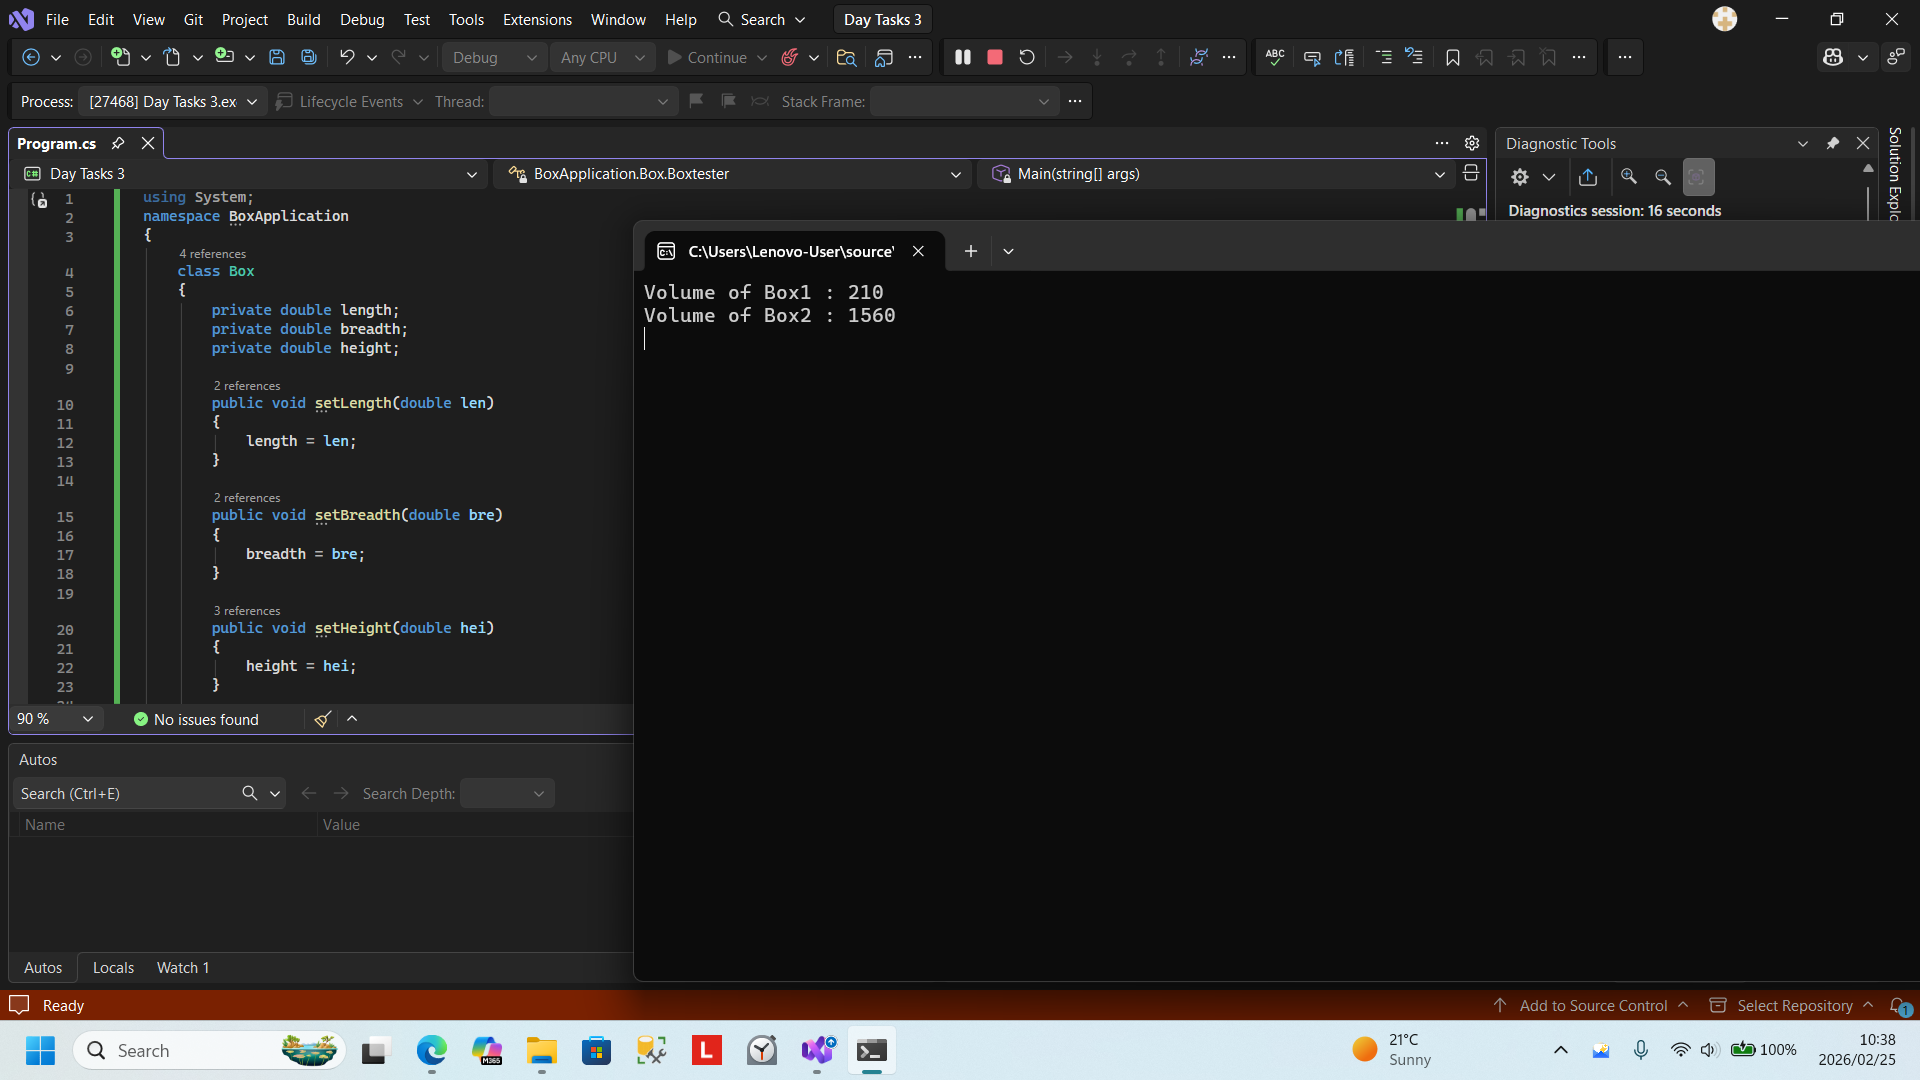 File Edit View Git Project Build Debug Test Tools Extensions Window Help Search Day Tasks 3
Debug Any CPU Continue
Process: [27468] Day Tasks 3.ex Lifecycle Events Thread: Stack Frame:
Program.cs
Day Tasks 3 BoxApplication.Box.Boxtester Main(string[] args)
1 using System;
2 namespace BoxApplication
3 {
4 references
4 class Box
5 {
6 private double length;
7 private double breadth;
8 private double height;
9
2 references
10 public void setLength(double len)
11 {
12 length = len;
13 }
14
2 references
15 public void setBreadth(double bre)
16 {
17 breadth = bre;
18 }
19
3 references
20 public void setHeight(double hei)
21 {
22 height = hei;
23 }
90 % No issues found
Diagnostic Tools
Diagnostics session: 16 seconds
Solution Explo
C:\Users\Lenovo-User\source\
Volume of Box1 : 210
Volume of Box2 : 1560
Autos
Search (Ctrl+E) Search Depth:
Name Value
Autos Locals Watch 1
Ready Add to Source Control Select Repository 1
Search M365 L 21°C 100% 10:38
Sunny 2026/02/25